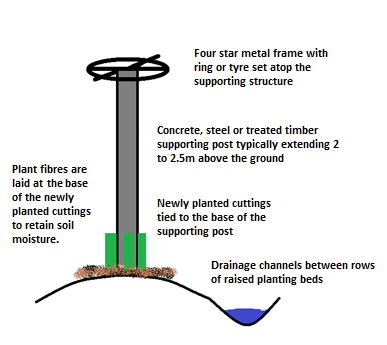 Four star metal frame with
ring or tyre set atop the
supporting structure
Concrete, steel or treated timber
supporting post typically extending 2
to 2.5m above the ground
Plant fibres are
laid at the base
of the newly
planted cuttings
to retain soil
moisture.
Newly planted cuttings
tied to the base of the
supporting post
Drainage channels between rows
of raised planting beds